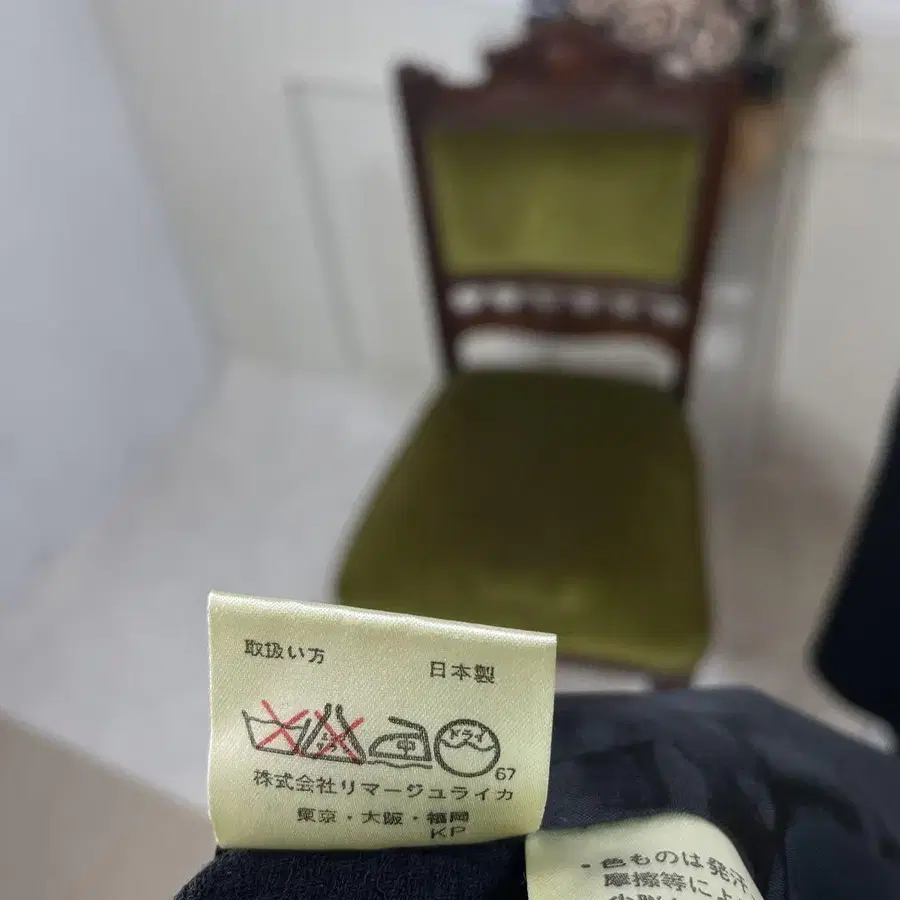 取扱い方
日本製
中 ドライ
67
株式会社リマージュライカ
東京・大阪・福岡
KP
・色ものは発汗
摩擦等によ